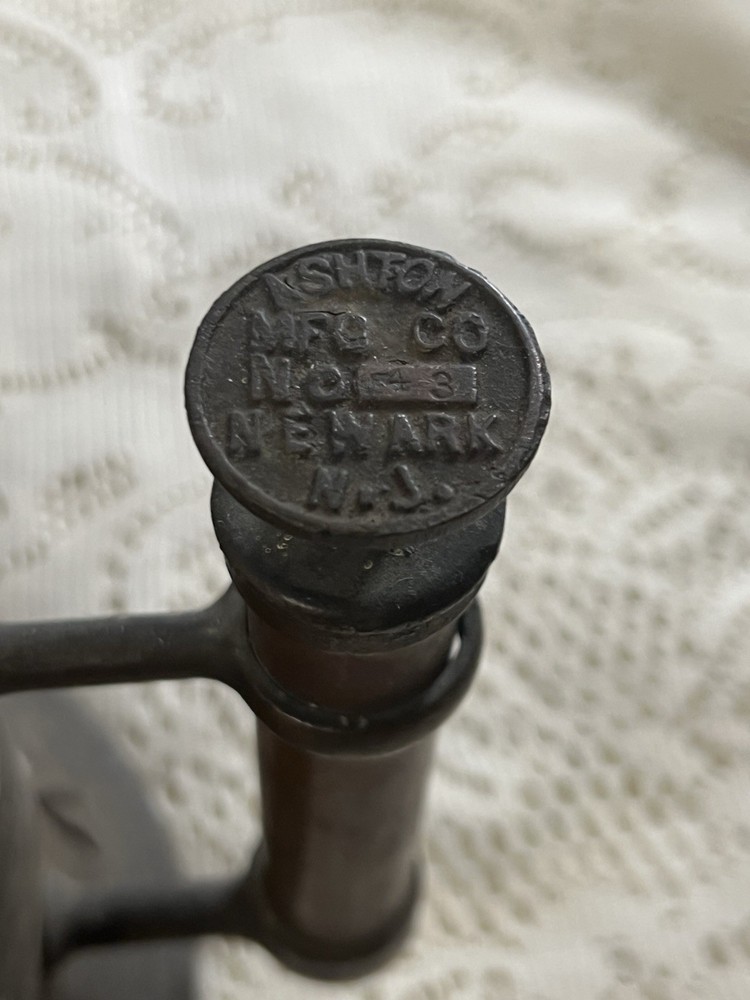 ASHTON
MFG CO
NO 543
NEWARK
N.J.